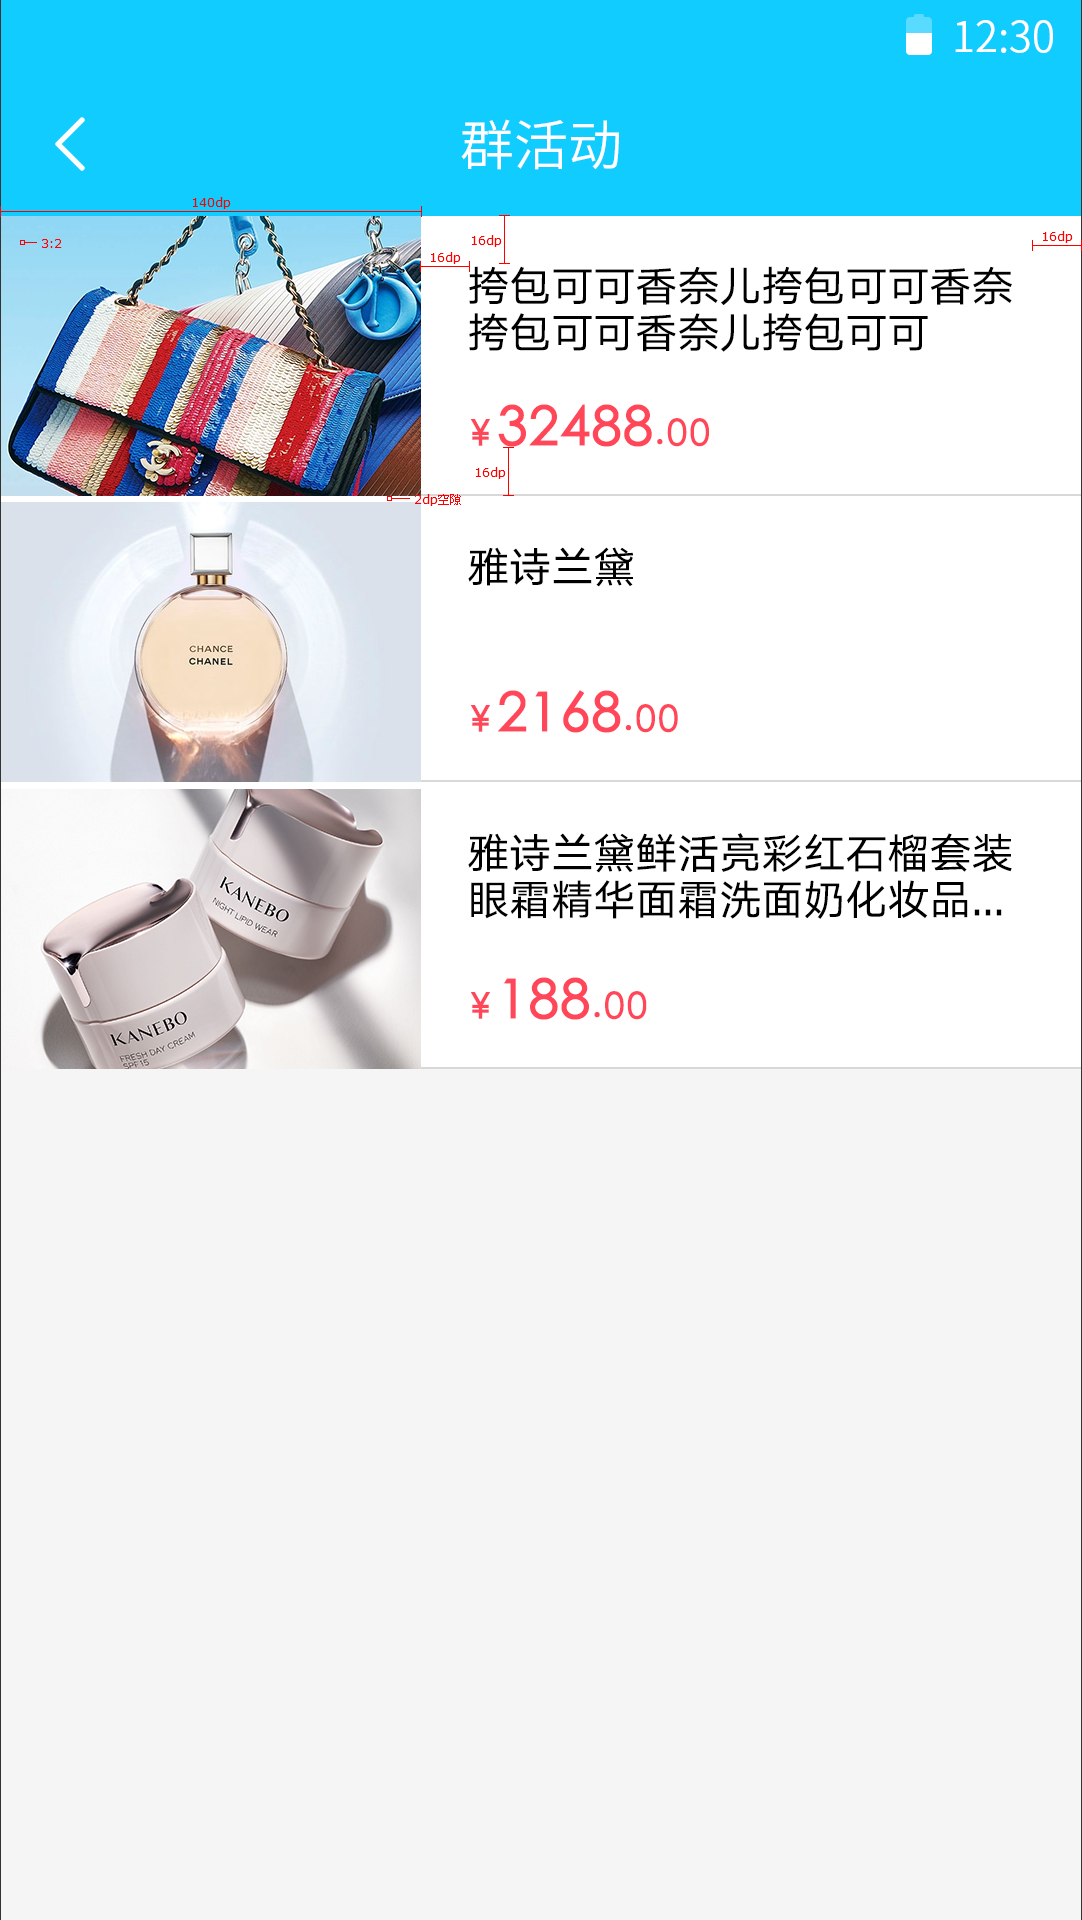 12:30
群活动
140dp
3:2
16dp
16dp
16dp
挎包可可香奈儿挎包可可香奈
挎包可可香奈儿挎包可可
¥32488.00
16dp
2dp空隙
雅诗兰黛
CHANCE
CHANEL
¥2168.00
雅诗兰黛鲜活亮彩红石榴套装
眼霜精华面霜洗面奶化妆品...
KANEBO
NIGHT LIPID WEAR
¥188.00
KANEBO
FRESH DAY CREAM
SPF15